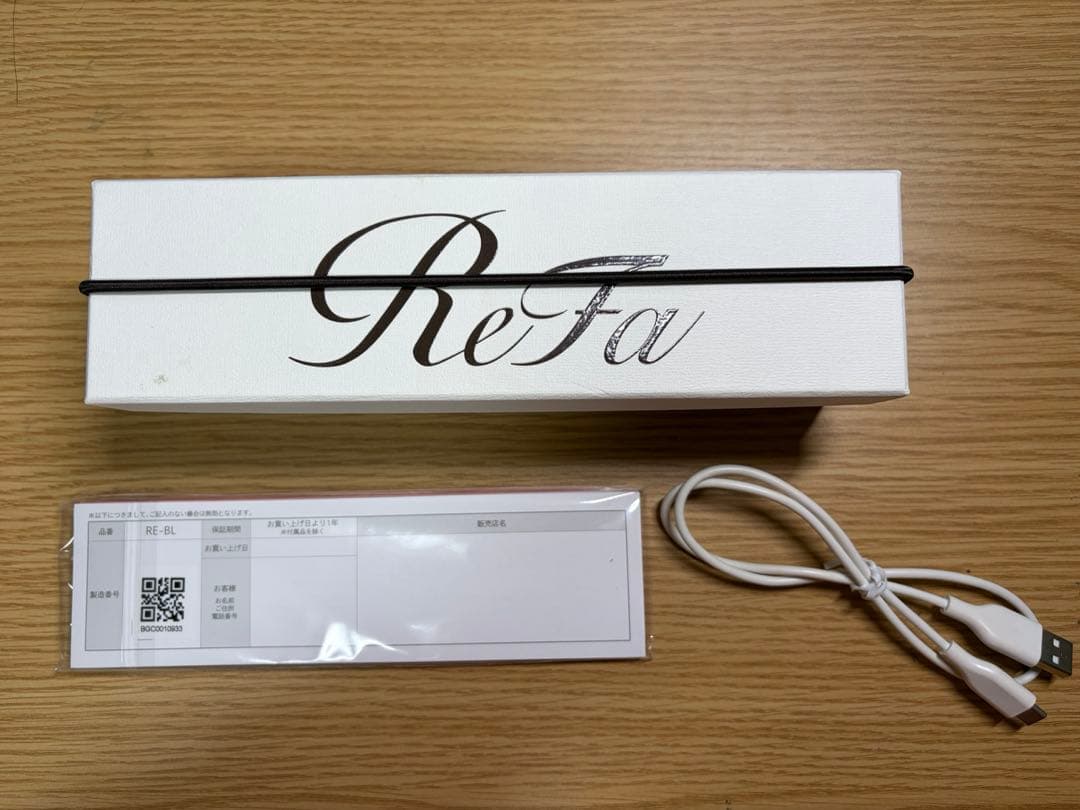 ReFa
※以下につきまして、ご記入のない場合は無効となります。
品番
RE-BL
保証期間
お買い上げ日より1年
※付属品を除く
販売店名
お買い上げ日
製造番号
BGC0010933
お客様
お名前
ご住所
電話番号